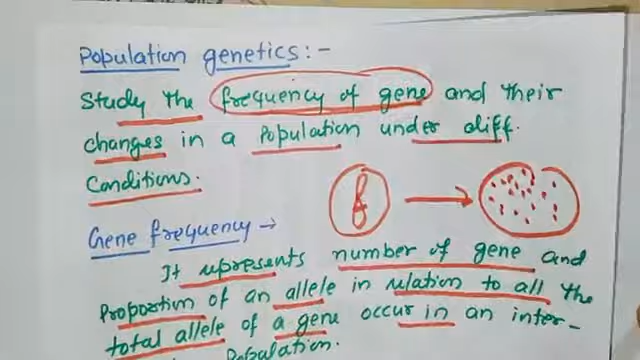 Population genetics:-
Study the frequency of gene and their
changes in a Population under diff.
Conditions.
Gene frequency →
It represents number of gene and
Proportion of an allele in relation to all the
total allele of a gene occur in an inter-
Population.